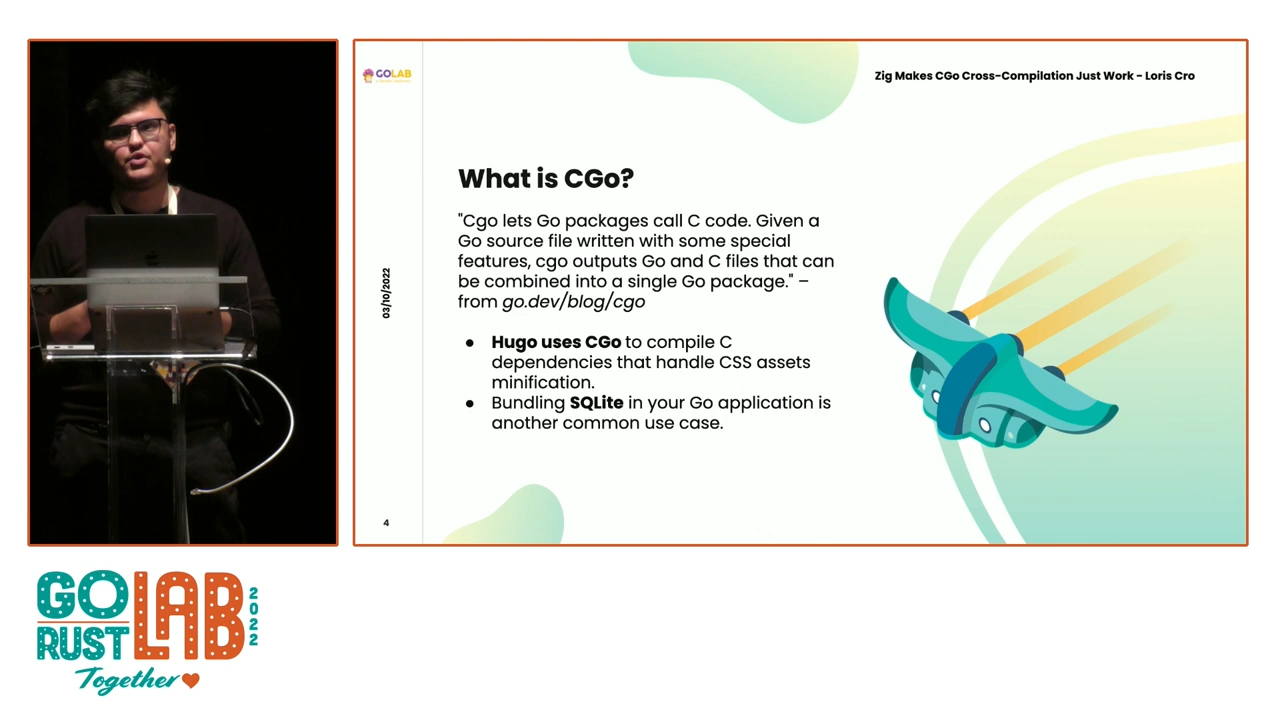 GOLAB
Zig Makes CGo Cross-Compilation Just Work - Loris Cro
What is CGo?
"Cgo lets Go packages call C code. Given a
Go source file written with some special
features, cgo outputs Go and C files that can
be combined into a single Go package." –
from go.dev/blog/cgo
● Hugo uses CGo to compile C
dependencies that handle CSS assets
minification.
● Bundling SQLite in your Go application is
another common use case.
03/10/2022
4
GO LAB
RUST
2022
Together